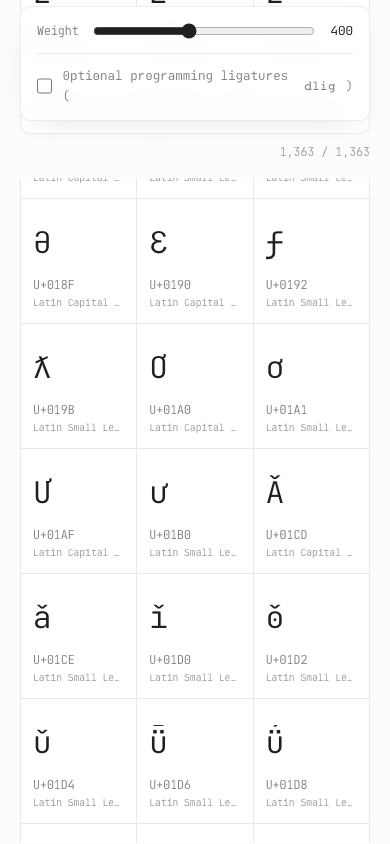 Weight 400
Optional programming ligatures
( dlig )
1,363 / 1,363
Ə Ɛ ƒ
U+018F U+0190 U+0192
Latin Capital … Latin Capital … Latin Small Le…
ƛ Ơ ơ
U+019B U+01A0 U+01A1
Latin Small Le… Latin Capital … Latin Small Le…
Ư ư Ǎ
U+01AF U+01B0 U+01CD
Latin Capital … Latin Small Le… Latin Capital …
ǎ ǐ ǒ
U+01CE U+01D0 U+01D2
Latin Small Le… Latin Small Le… Latin Small Le…
ǔ ǖ ǘ
U+01D4 U+01D6 U+01D8
Latin Small Le… Latin Small Le… Latin Small Le…